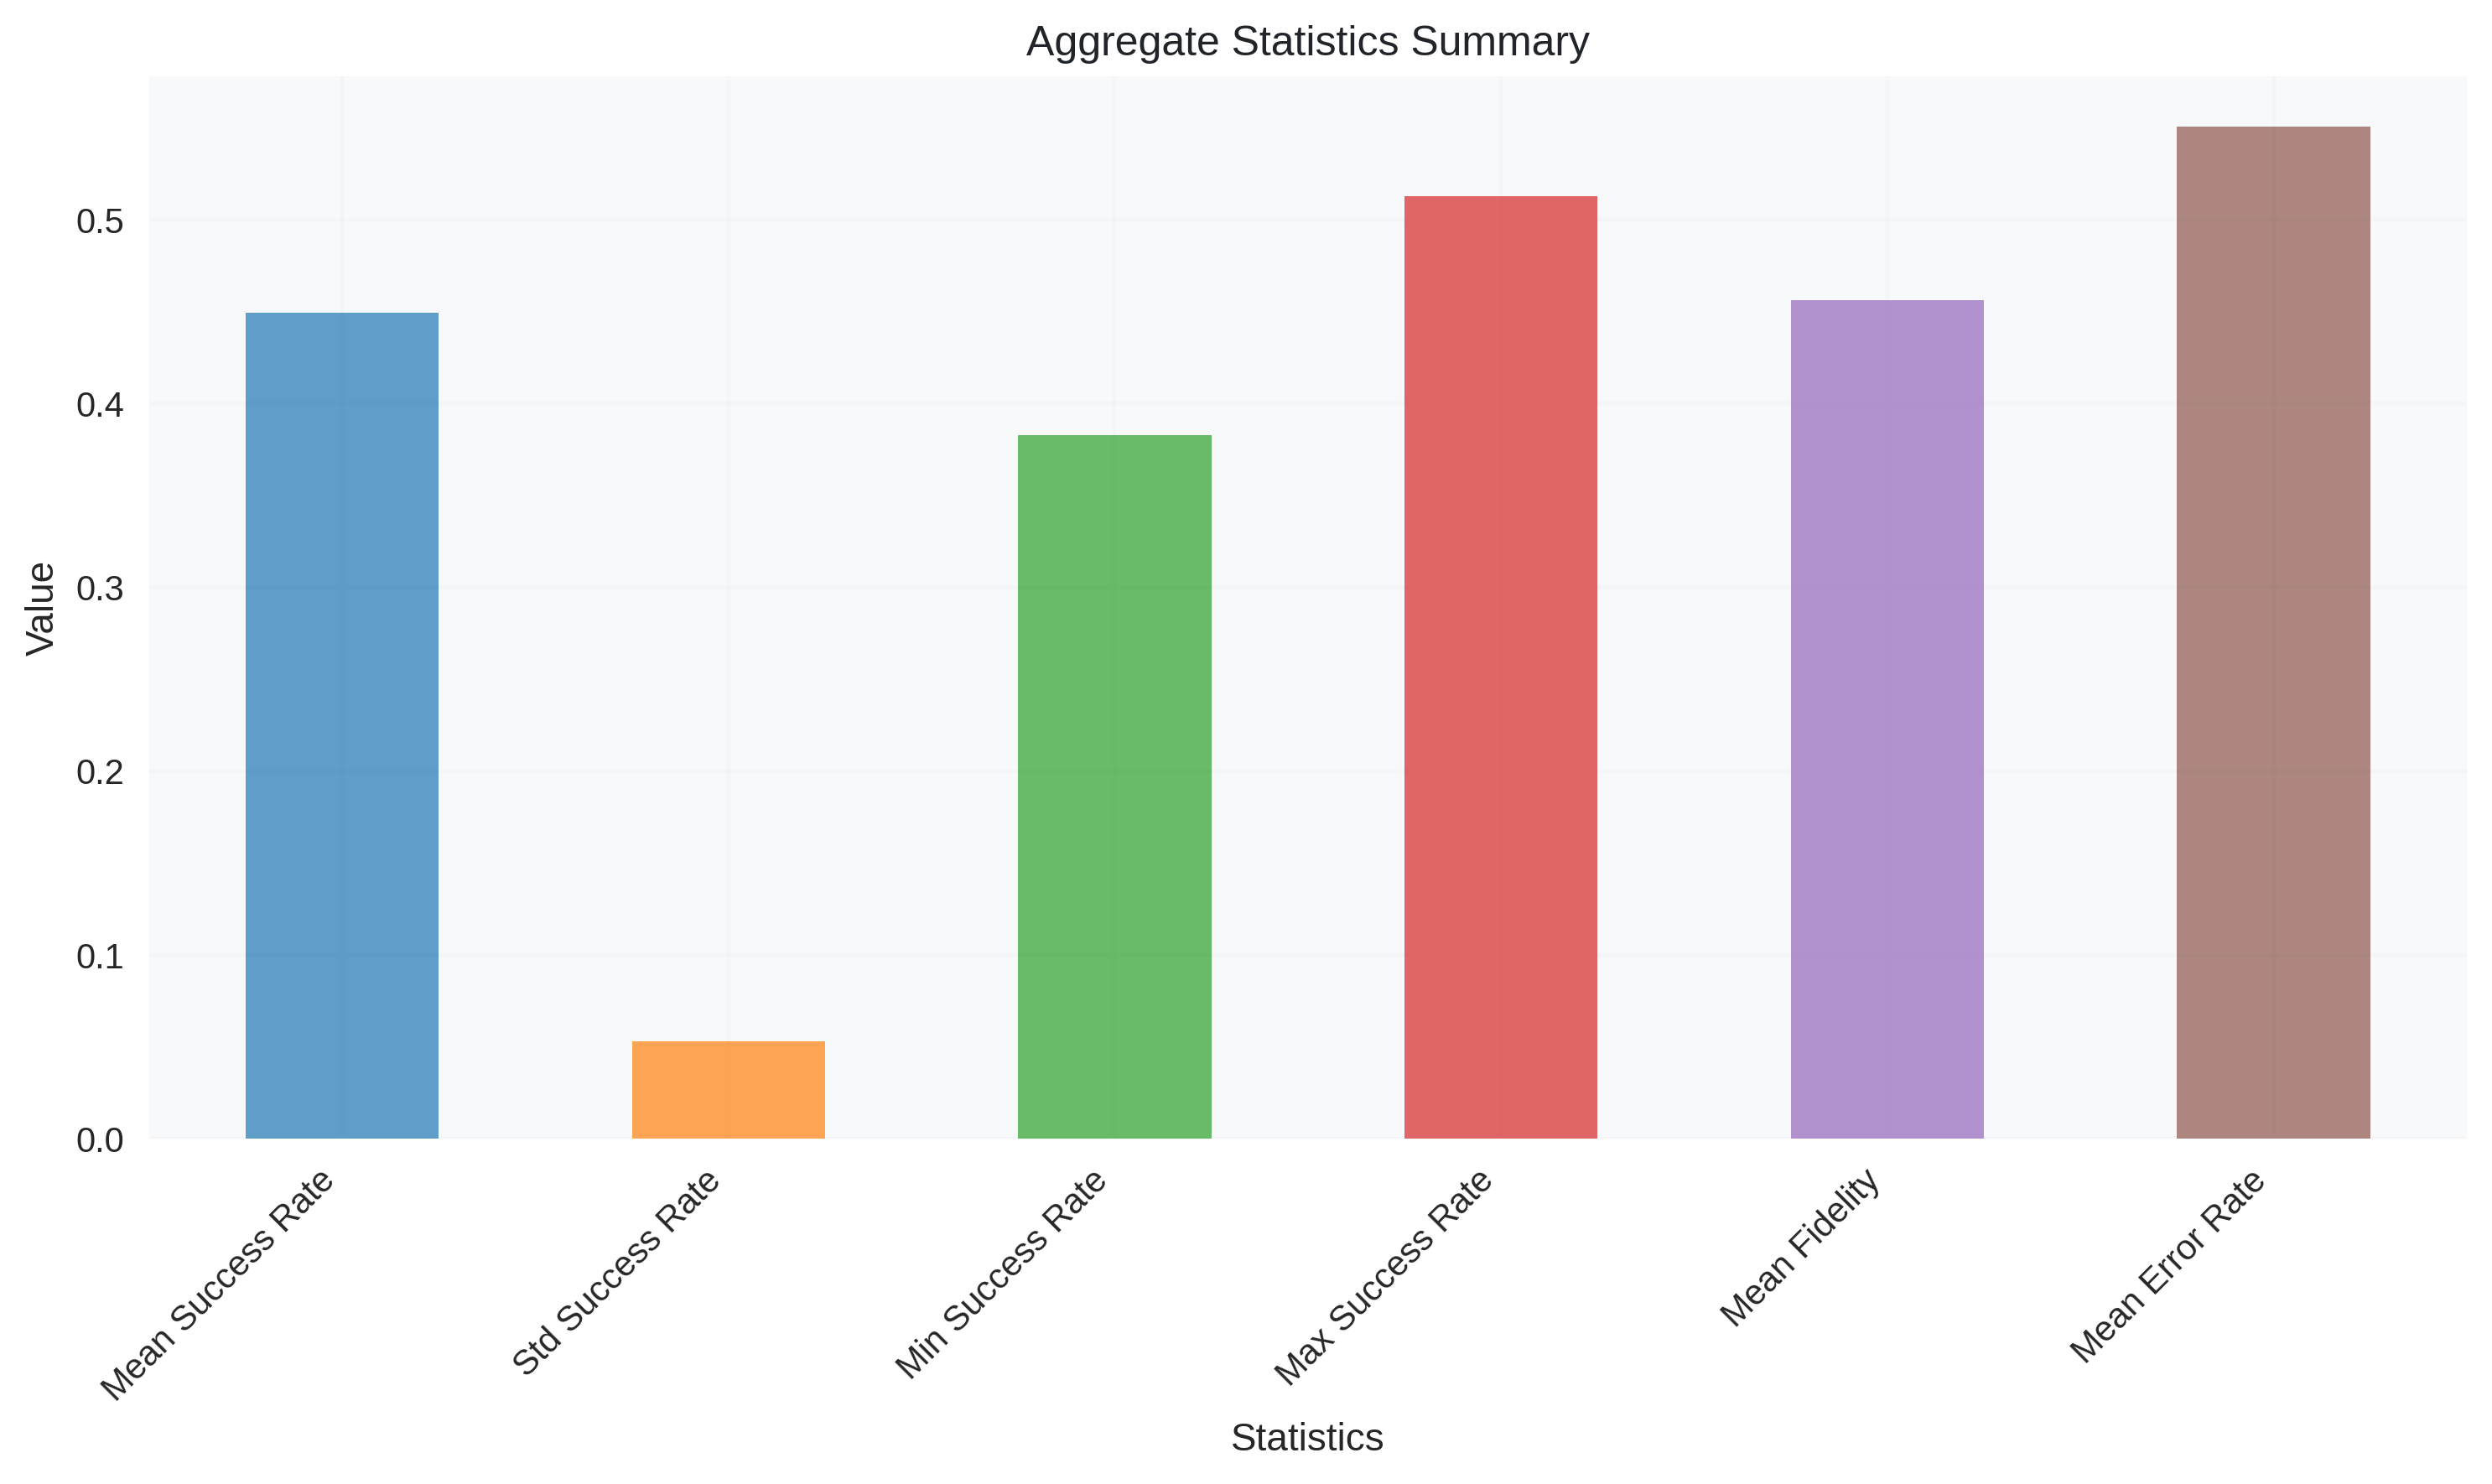 Aggregate Statistics Summary
Value
0.5
0.4
0.3
0.2
0.1
0.0
Mean Success Rate
Std Success Rate
Min Success Rate
Max Success Rate
Mean Fidelity
Mean Error Rate
Statistics